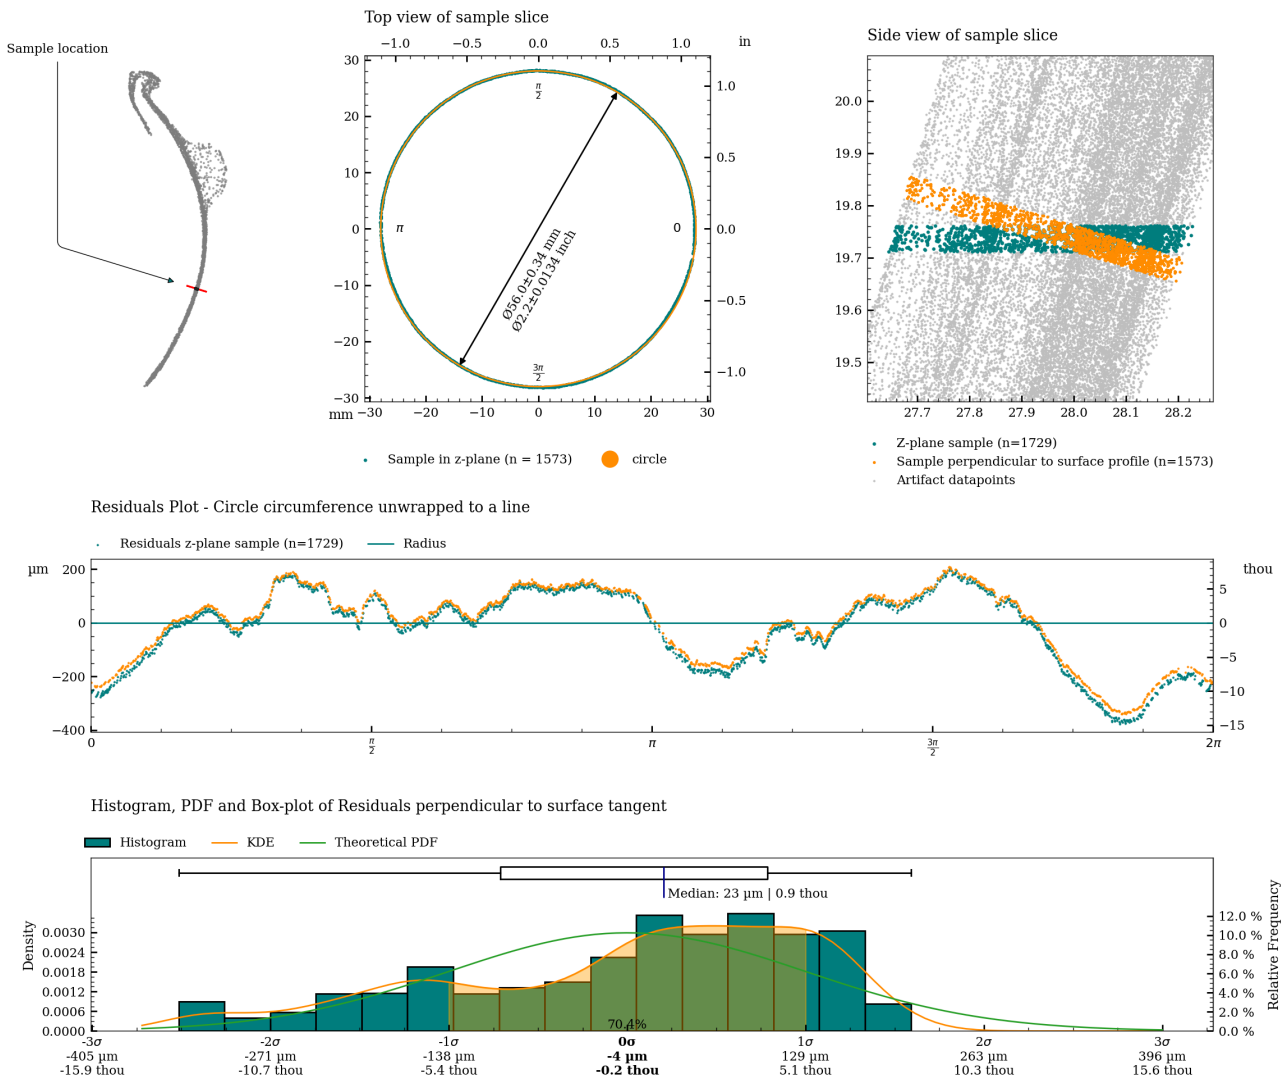 Sample location
Top view of sample slice
−1.0 −0.5 0.0 0.5 1.0 in
30
20
10
0
−10
−20
−30
1.0
0.5
0.0
−0.5
−1.0
π/2
π
0
3π/2
Ø56.0±0.34 mm
Ø2.2±0.0134 inch
mm −30 −20 −10 0 10 20 30
Sample in z-plane (n = 1573) circle
Side view of sample slice
20.0
19.9
19.8
19.7
19.6
19.5
27.7 27.8 27.9 28.0 28.1 28.2
Z-plane sample (n=1729)
Sample perpendicular to surface profile (n=1573)
Artifact datapoints
Residuals Plot - Circle circumference unwrapped to a line
Residuals z-plane sample (n=1729) Radius
µm
200
0
−200
−400
thou
5
0
−5
−10
−15
0 π/2 π 3π/2 2π
Histogram, PDF and Box-plot of Residuals perpendicular to surface tangent
Histogram KDE Theoretical PDF
Median: 23 µm | 0.9 thou
Density
0.0030
0.0024
0.0018
0.0012
0.0006
0.0000
12.0 %
10.0 %
8.0 %
6.0 %
4.0 %
2.0 %
0.0 %
Relative Frequency
70.4%
-3σ -2σ -1σ 0σ 1σ 2σ 3σ
-405 µm -271 µm -138 µm -4 µm 129 µm 263 µm 396 µm
-15.9 thou -10.7 thou -5.4 thou -0.2 thou 5.1 thou 10.3 thou 15.6 thou